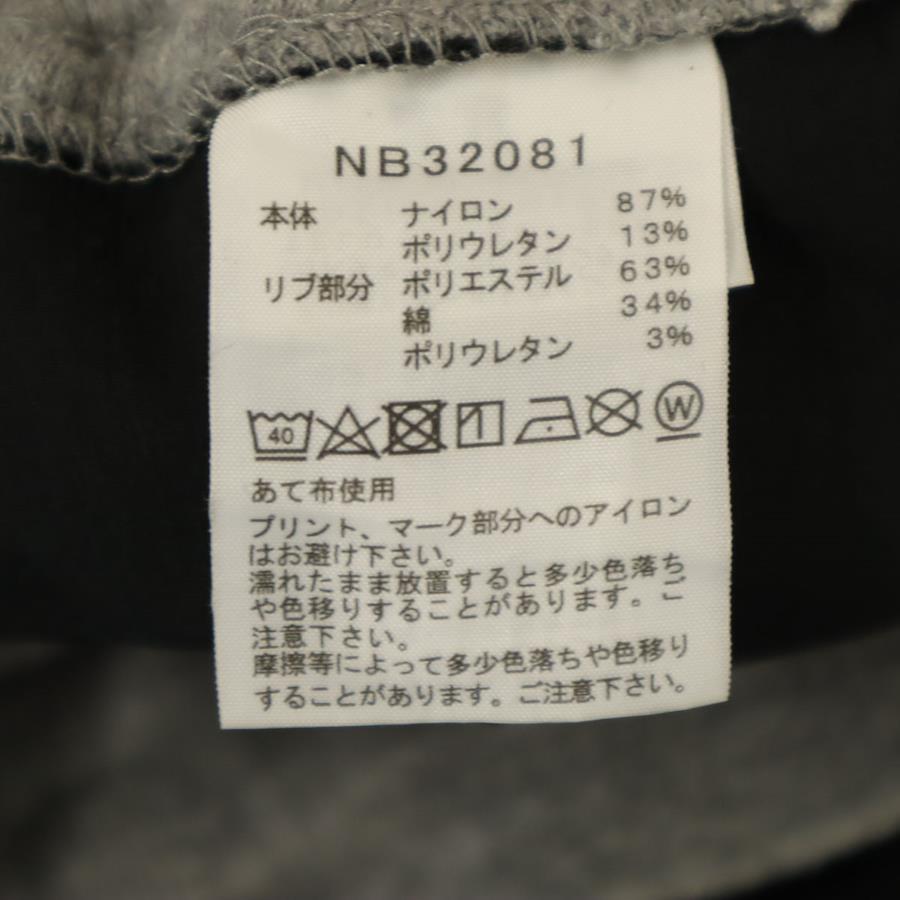 NB32081
本体 ナイロン 87%
ポリウレタン 13%
リブ部分 ポリエステル 63%
綿 34%
ポリウレタン 3%
40 W
あて布使用
プリント、マーク部分へのアイロン
はお避け下さい。
濡れたまま放置すると多少色落ち
や色移りすることがあります。ご
注意下さい。
摩擦等によって多少色落ちや色移り
することがあります。ご注意下さい。